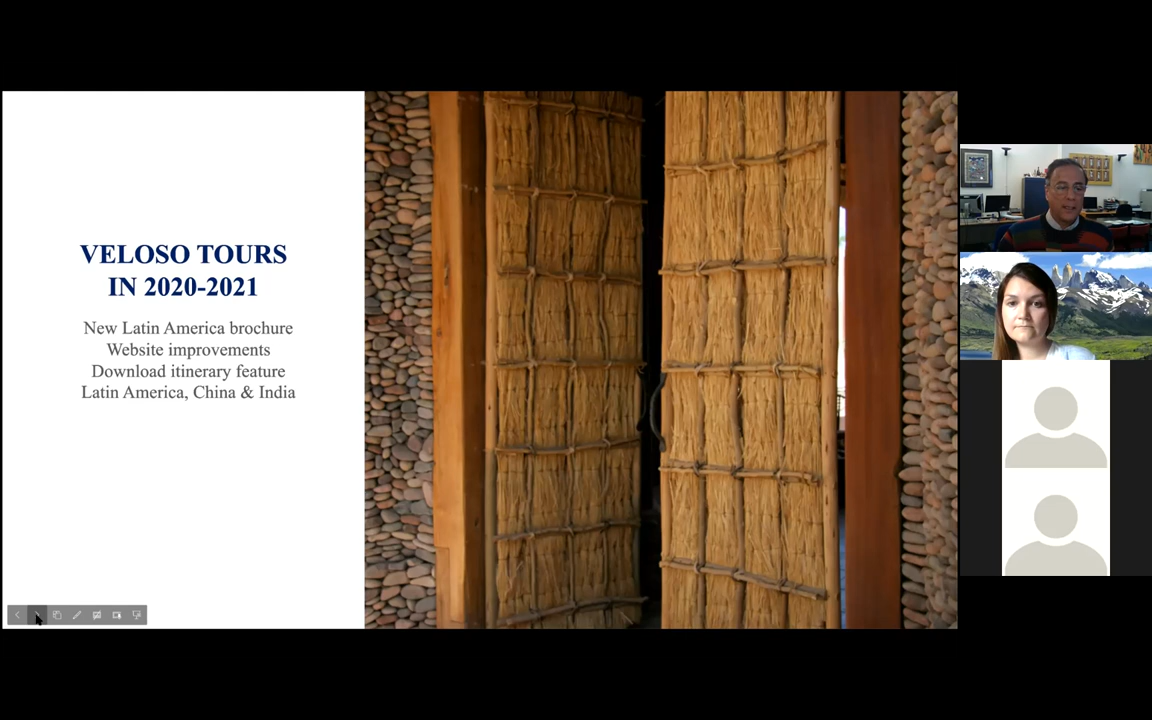 VELOSO TOURS
IN 2020-2021
New Latin America brochure
Website improvements
Download itinerary feature
Latin America, China & India